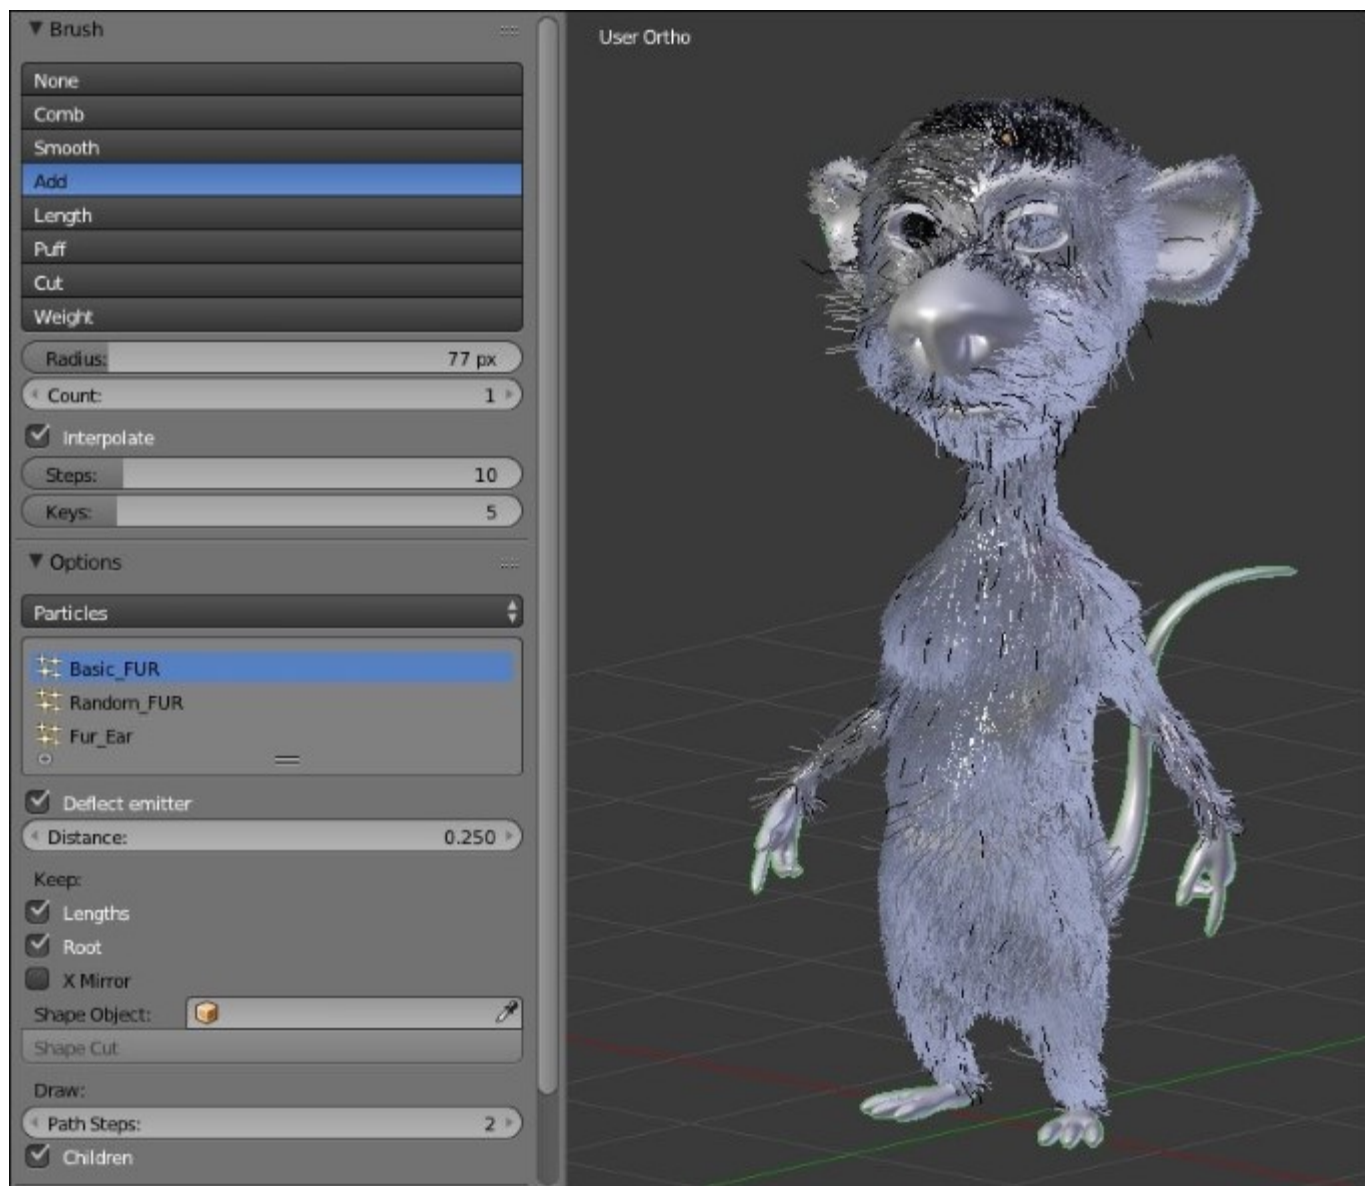 Brush
User Ortho
None
Comb
Smooth
Add
Length
Puff
Cut
Weight
Radius: 77 px
Count: 1
Interpolate
Steps: 10
Keys: 5
Options
Particles
Basic_FUR
Random_FUR
Fur_Ear
Deflect emitter
Distance: 0.250
Keep:
Lengths
Root
X Mirror
Shape Object:
Shape Cut
Draw:
Path Steps: 2
Children